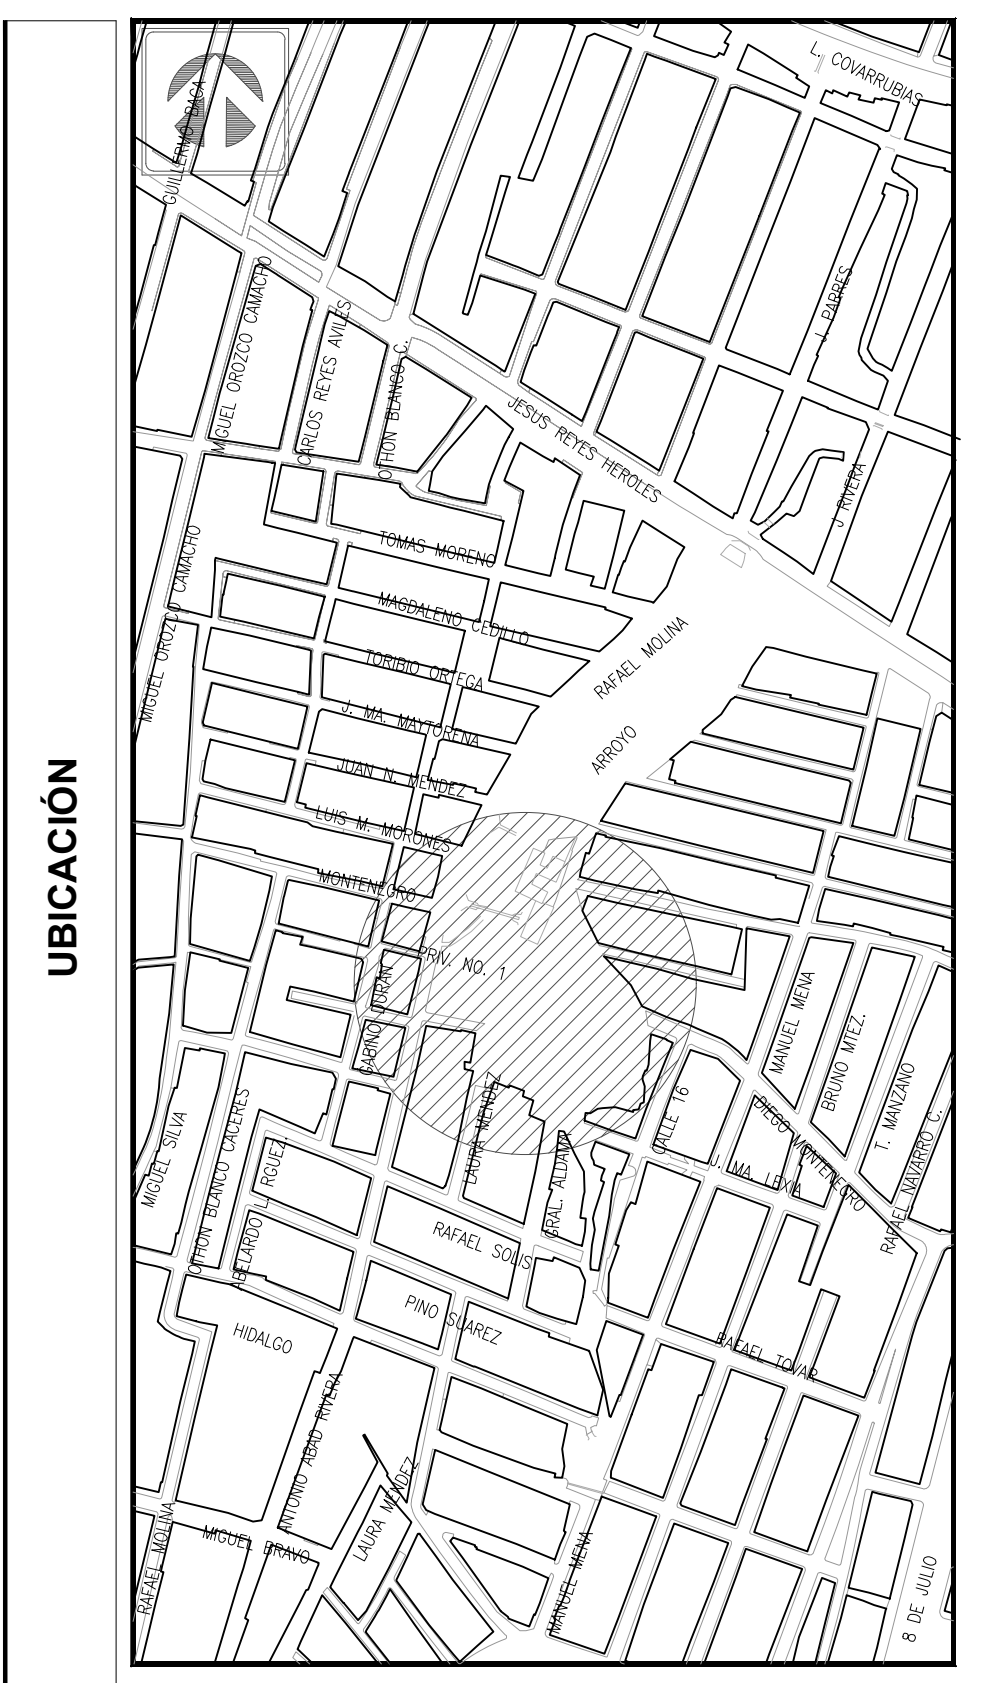 UBICACIÓN
L. COVARRUBIAS
GUILLERMO BACA
MIGUEL OROZCO CAMACHO
CARLOS REYES AVILES
OTHON BLANCO C.
J. PARRES
JESUS REYES HEROLES
J RIVERA
TOMAS MORENO
MIGUEL OROZCO CAMACHO
MAGDALENO CEDILLO
RAFAEL MOLINA
TORIBIO ORTEGA
J. MA. MAYTORENA
ARROYO
JUAN N. MENDEZ
LUIS M. MORONES
MONTENEGRO
PRIV. NO. 1
GABINO DURAN
MANUEL MENA
BRUNO MTEZ.
T. MANZANO
RAFAEL NAVARRO C.
MIGUEL SILVA
OTHON BLANCO CACERES
ABELARDO L. RGUEZ.
LAURA MENDEZ
GRAL. ALDAMA
CALLE 16
DIEGO MONTENEGRO
J. MA. LEXIA
RAFAEL SOLIS
PINO SUAREZ
HIDALGO
RAFAEL TOVAR
ANTONIO ABAD RIVERA
LAURA MENDEZ
RAFAEL MOLINA
MIGUEL BRAVO
MANUEL MENA
8 DE JULIO